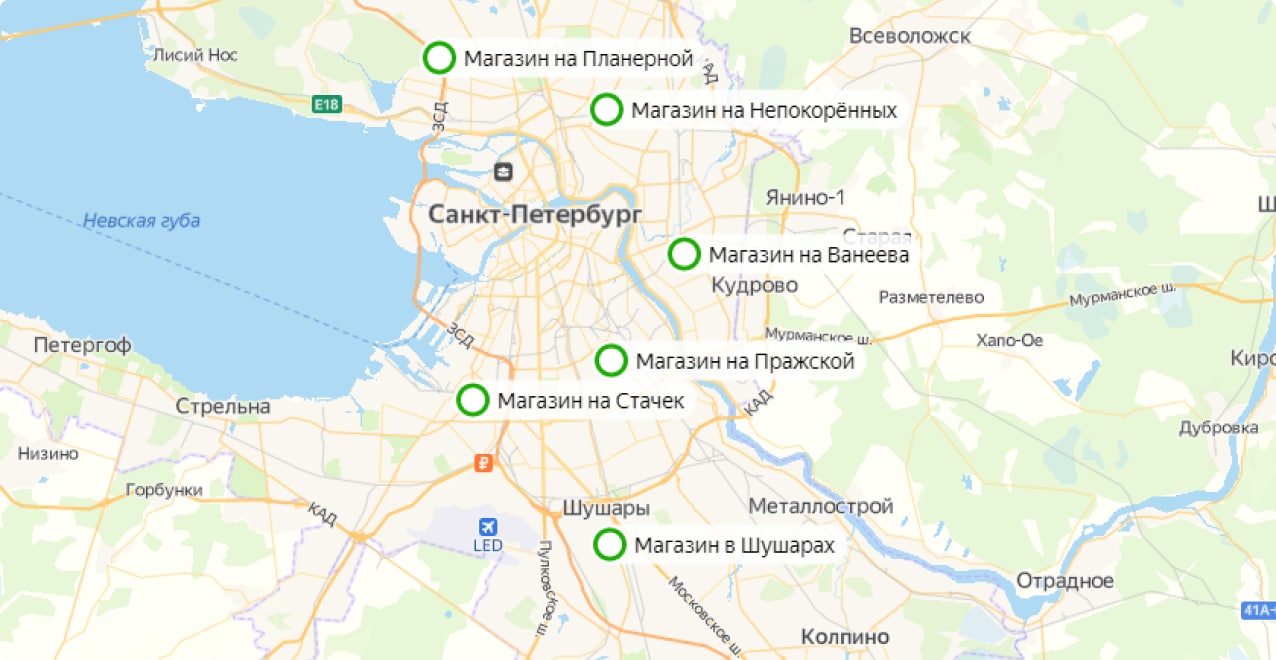 Всеволожск
Лисий Нос
Магазин на Планерной
АД
E18
ЗСД
Магазин на Непокорённых
Янино-1
Санкт-Петербург
Ш
Невская губа
Старая
Магазин на Ванеева
Кудрово
Разметелево
Мурманское ш.
ЗСД
Мурманское ш.
Хапо-Ое
Петергоф
Магазин на Пражской
Киро
Магазин на Стачек
КАД
Стрельна
Дубровка
Низино
₽
Горбунки
КАД
Шушары
Металлострой
LED
Магазин в Шушарах
Пулковское ш.
Московское ш.
Отрадное
41А-
Колпино